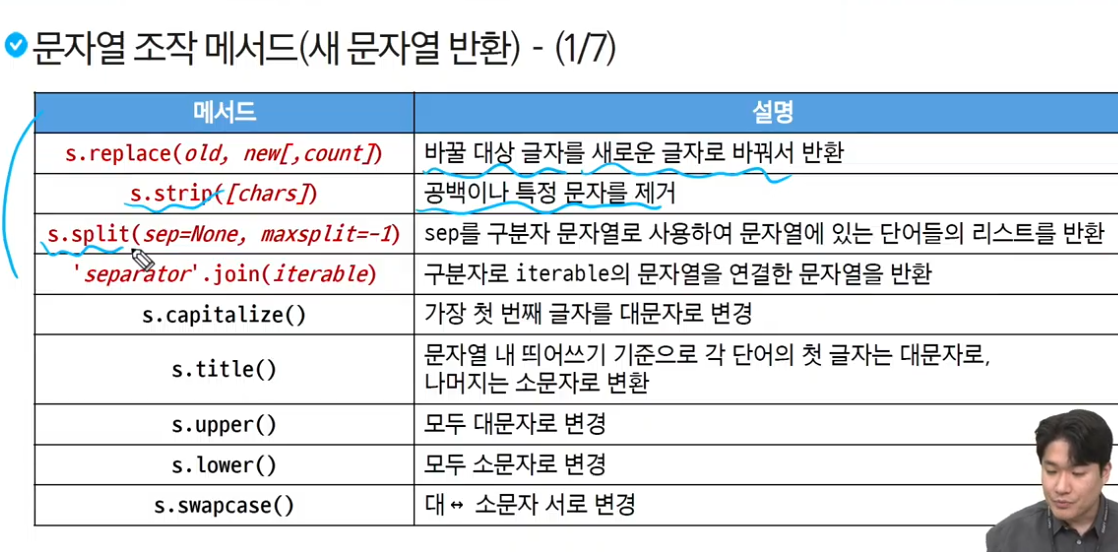 문자열 조작 메서드(새 문자열 반환) - (1/7)
메서드 설명
s.replace(old, new[,count]) 바꿀 대상 글자를 새로운 글자로 바꿔서 반환
s.strip([chars]) 공백이나 특정 문자를 제거
s.split(sep=None, maxsplit=-1) sep를 구분자 문자열로 사용하여 문자열에 있는 단어들의 리스트를 반환
'separator'.join(iterable) 구분자로 iterable의 문자열을 연결한 문자열을 반환
s.capitalize() 가장 첫 번째 글자를 대문자로 변경
s.title() 문자열 내 띄어쓰기 기준으로 각 단어의 첫 글자는 대문자로,
나머지는 소문자로 변환
s.upper() 모두 대문자로 변경
s.lower() 모두 소문자로 변경
s.swapcase() 대↔ 소문자 서로 변경